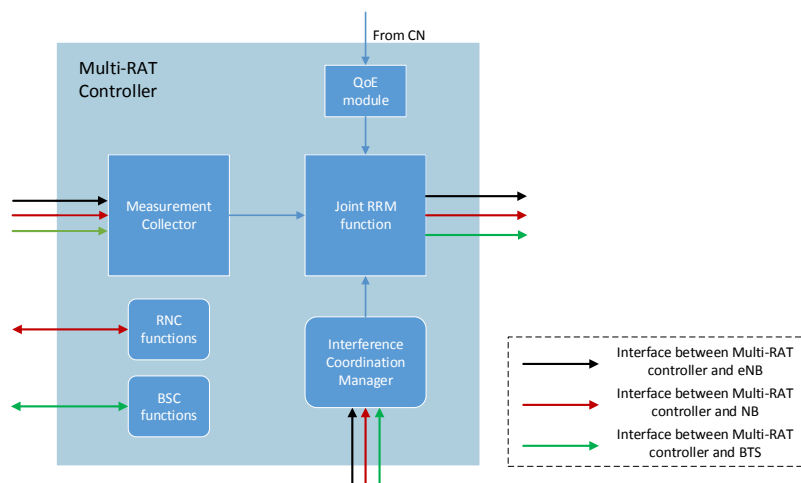 From CN
Multi-RAT
Controller
QoE
module
Measurement
Collector
Joint RRM
function
RNC
functions
Interference
Coordination
Manager
BSC
functions
Interface between Multi-RAT
controller and eNB
Interface between Multi-RAT
controller and NB
Interface between Multi-RAT
controller and BTS